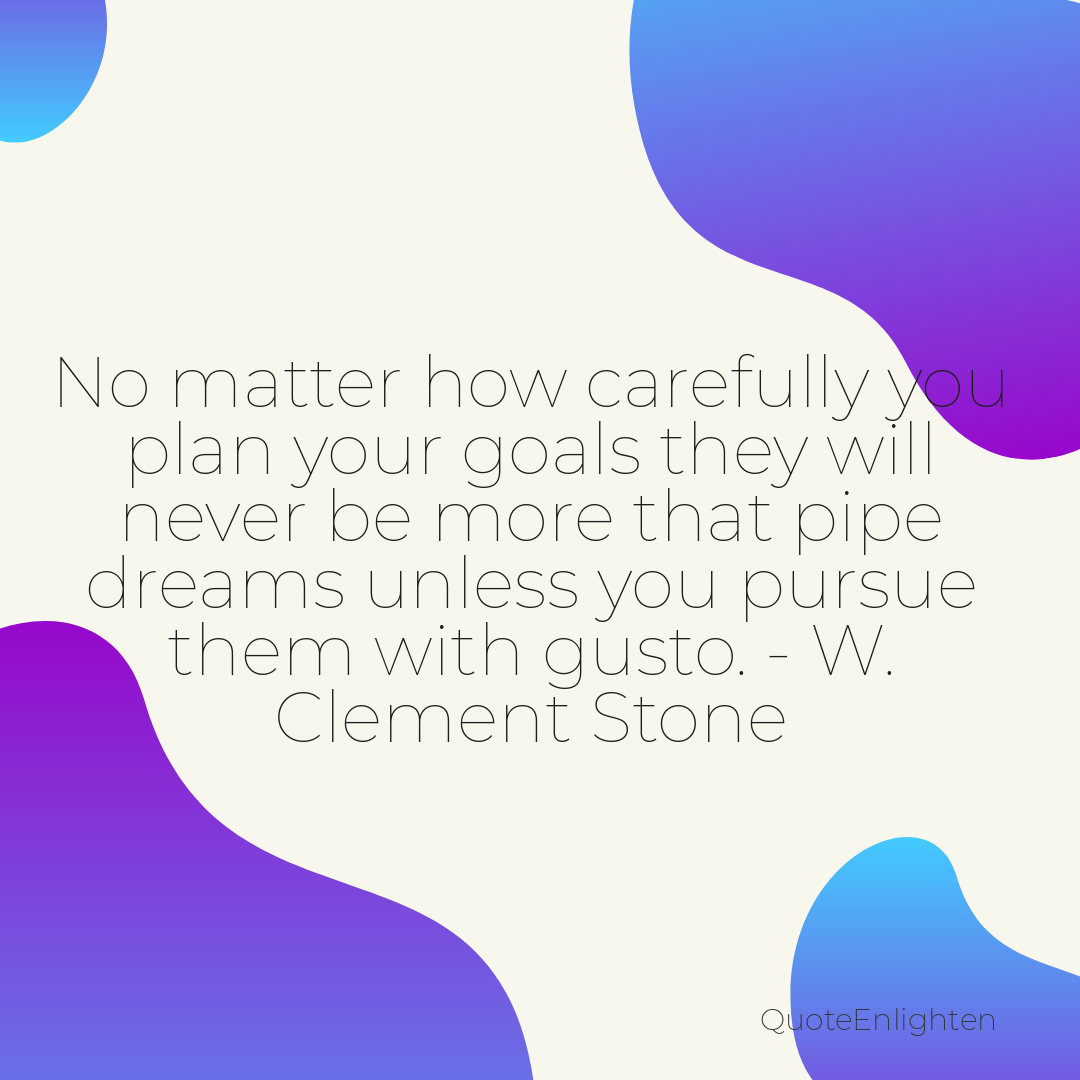 No matter how carefully you
plan your goals they will
never be more that pipe
dreams unless you pursue
them with gusto. - W.
Clement Stone
QuoteEnlighten